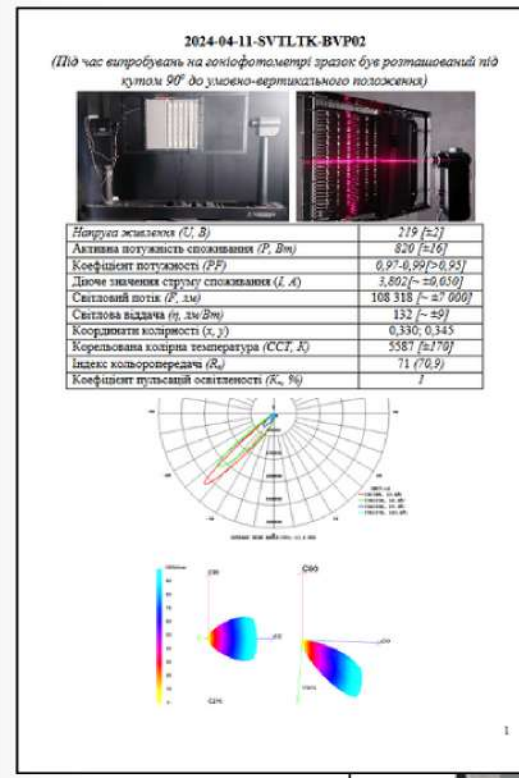 2024-04-11-SVTLTK-BVP02
(Під час випробувань на гоніофотометрі зразок був розташований під
кутом 90⁰ до умовно-вертикального положення)
Напруга живлення (U, В) 219 [±2]
Активна потужність споживання (P, Вт) 820 [±16]
Коефіцієнт потужності (PF) 0,97-0,99[>0,95]
Діюче значення струму споживання (I, А) 3,802[~ ±0,050]
Світловий потік (F, лм) 108 318 [~ ±7 000]
Світлова віддача (η, лм/Вт) 132 [~ ±9]
Координати колірності (x, y) 0,330; 0,345
Корельована колірна температура (CCT, К) 5587 [±170]
Індекс кольоропередачі (Rₐ) 71 (70,9)
Коефіцієнт пульсацій освітленості (Kₙ, %) 1
C90
1